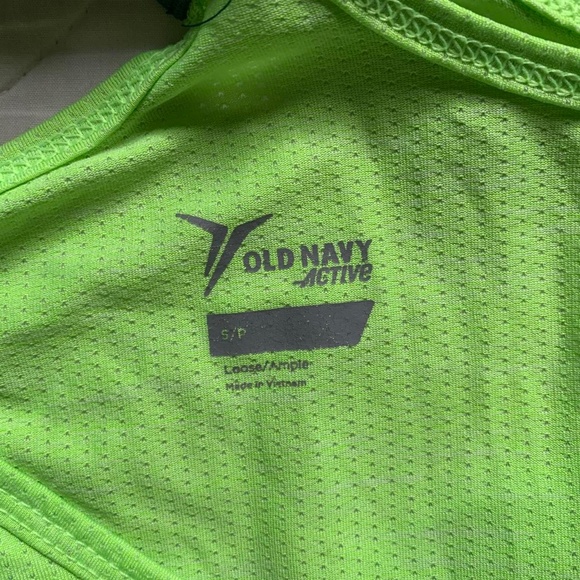 OLD NAVY
ACTIVE
S/P
Loose/Ample
Made in Vietnam